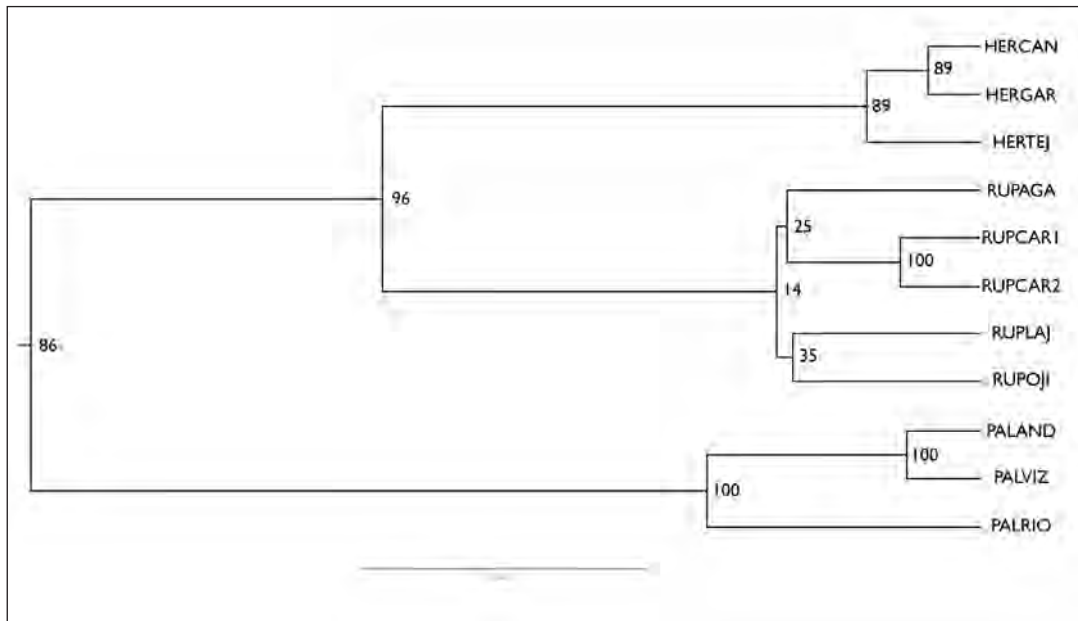 HERCAN
89
HERGAR
89
HERTEJ
RUPAGA
96
25
RUPCAR1
100
RUPCAR2
14
RUPLAJ
86
35
RUPOJI
PALAND
100
PALVIZ
100
PALRIO